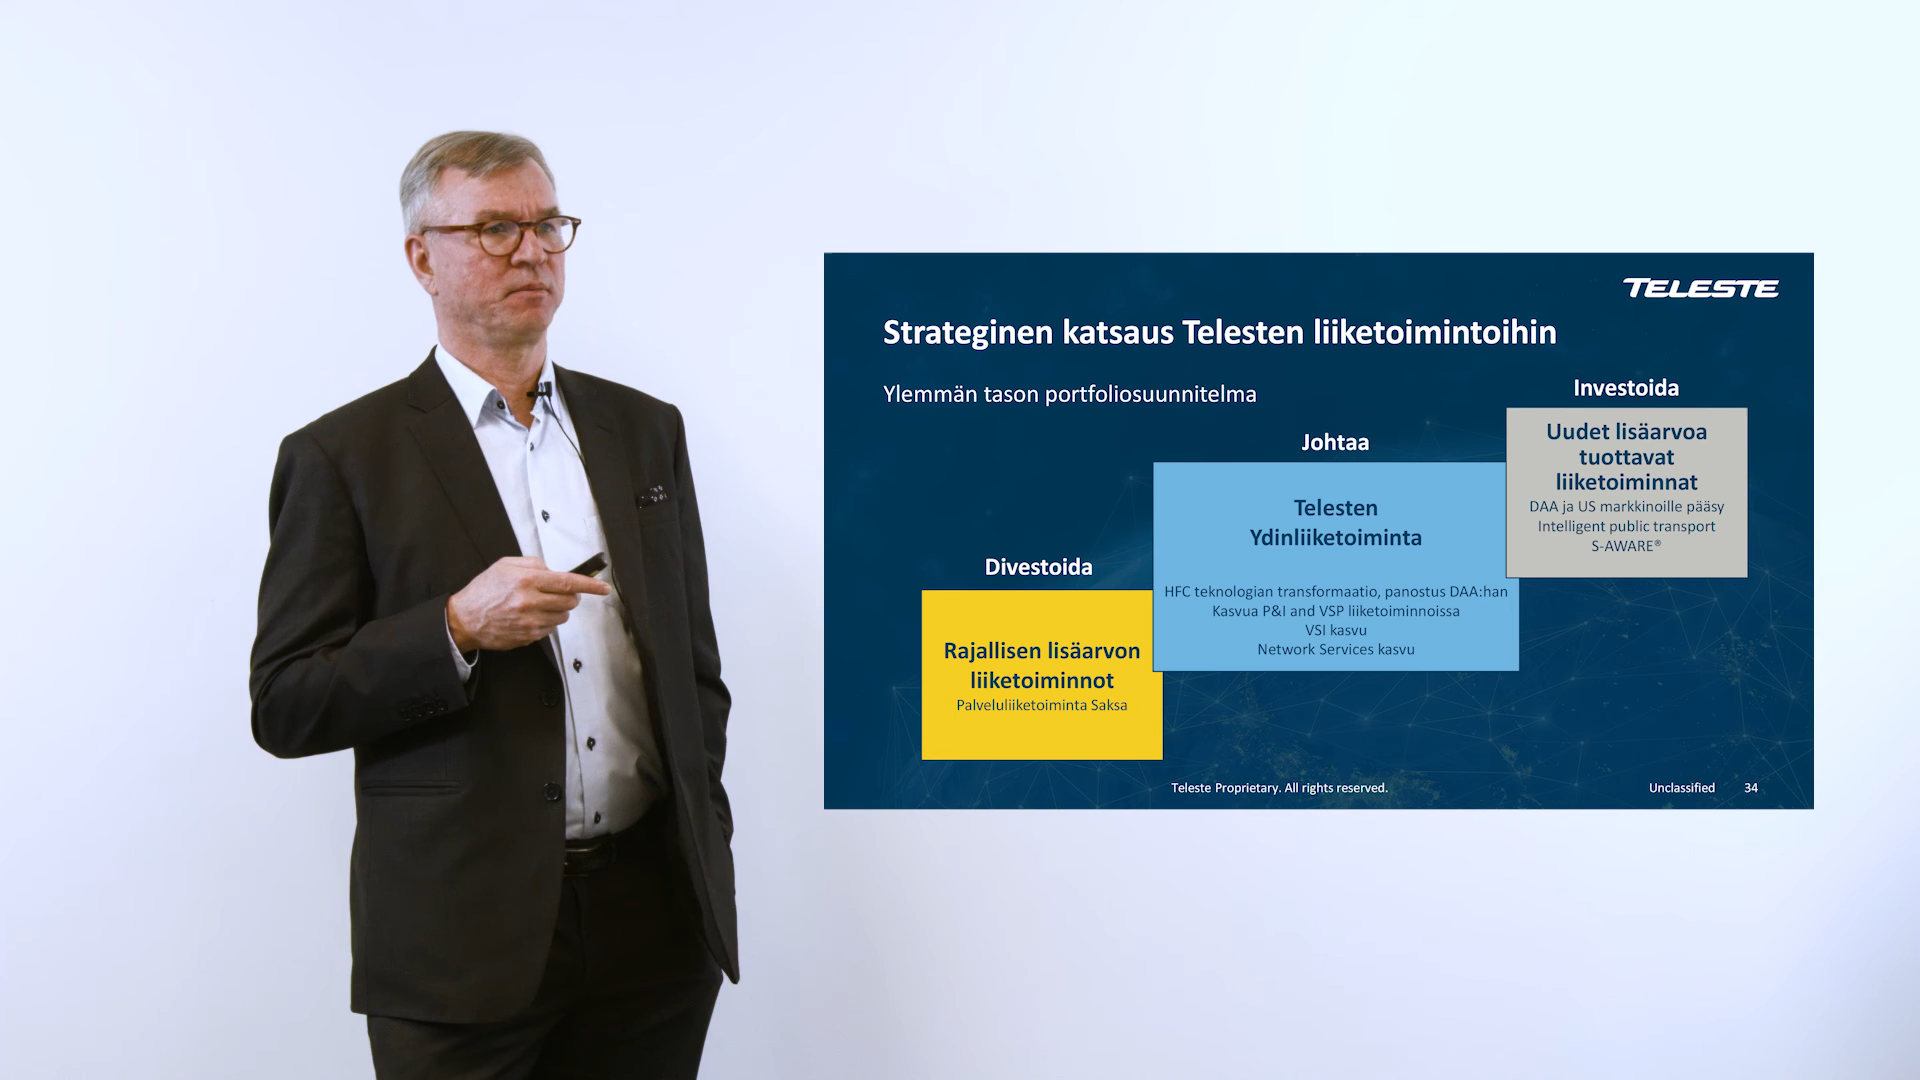 TELESTE
Strateginen katsaus Telesten liiketoimintoihin
Ylemmän tason portfoliosuunnitelma
Divestoida
Rajallisen lisäarvon
liiketoiminnot
Palveluliiketoiminta Saksa
Johtaa
Telesten
Ydinliiketoiminta
HFC teknologian transformaatio, panostus DAA:han
Kasvua P&I and VSP liiketoiminnoissa
VSI kasvu
Network Services kasvu
Investoida
Uudet lisäarvoa
tuottavat
liiketoiminnat
DAA ja US markkinoille pääsy
Intelligent public transport
S-AWARE®
Teleste Proprietary. All rights reserved.
Unclassified 34